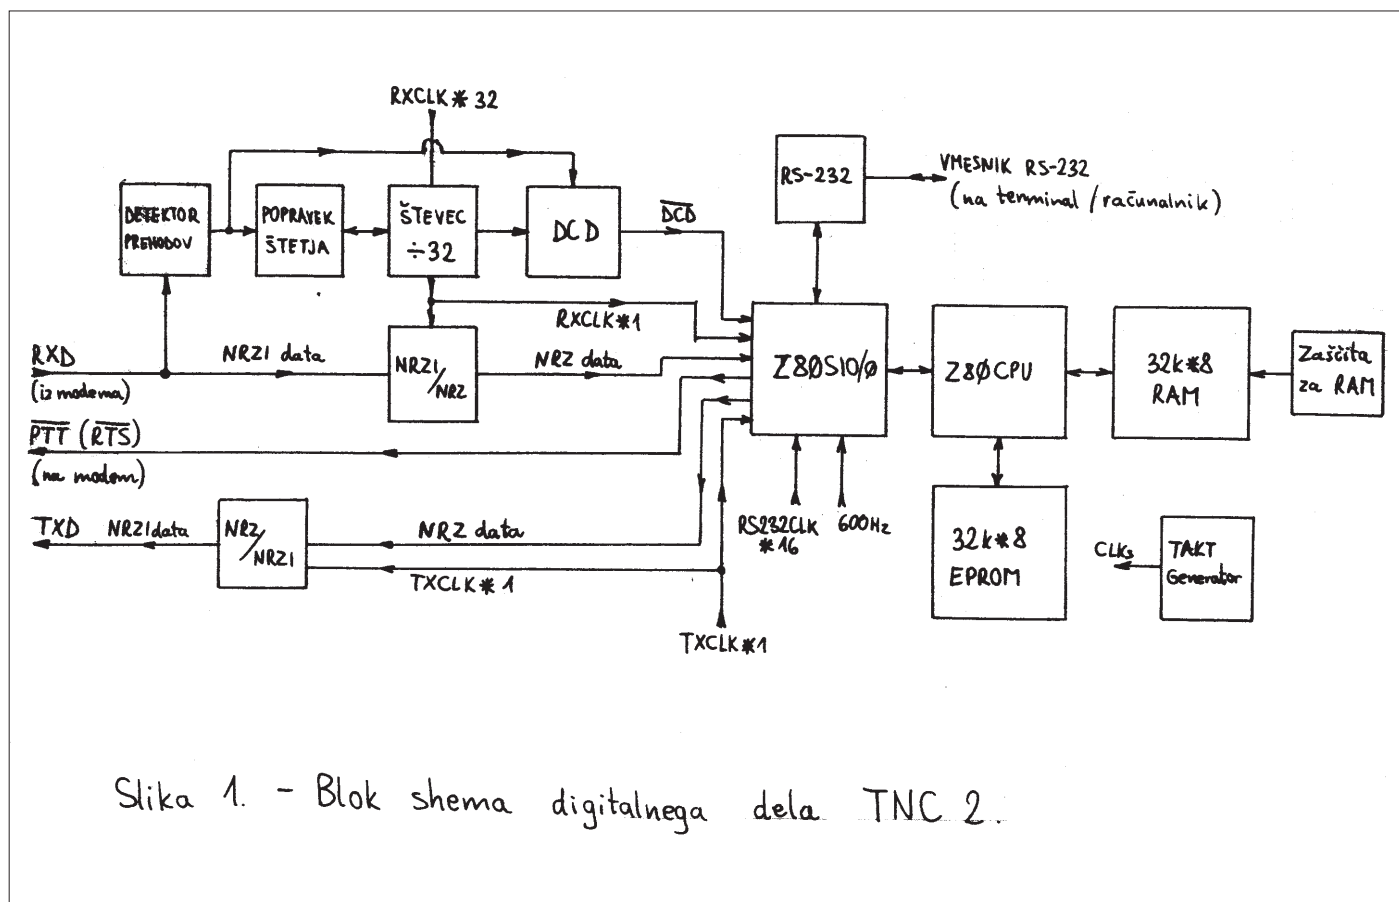 RXCLK * 32
RS-232
VMESNIK RS-232
(na terminal / računalnik)
DETEKTOR
PREHODOV
POPRAVEK
ŠTETJA
ŠTEVEC
÷32
DCD
D̅C̅D̅
RXCLK*1
RXD
(iz modema)
NRZI data
NRZI/NRZ
NRZ data
Z80SIO/0
Z80CPU
32k*8
RAM
Zaščita
za RAM
P̅T̅T̅ (R̅T̅S̅)
(na modem)
TXD
NRZI data
NRZ/NRZI
NRZ data
TXCLK*1
RS232CLK
*16
600Hz
32k*8
EPROM
CLKs
TAKT
Generator
TXCLK*1
Slika 1. - Blok shema digitalnega dela TNC 2.